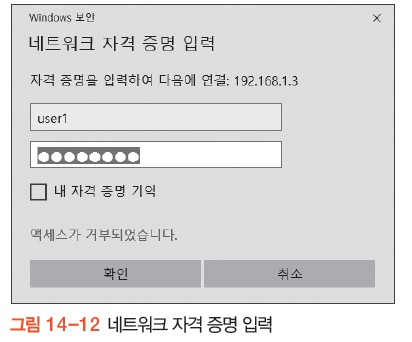 Windows 보안
네트워크 자격 증명 입력
자격 증명을 입력하여 다음에 연결: 192.168.1.3
user1
●●●●●●●●
내 자격 증명 기억
액세스가 거부되었습니다.
확인 취소
그림 14-12 네트워크 자격 증명 입력